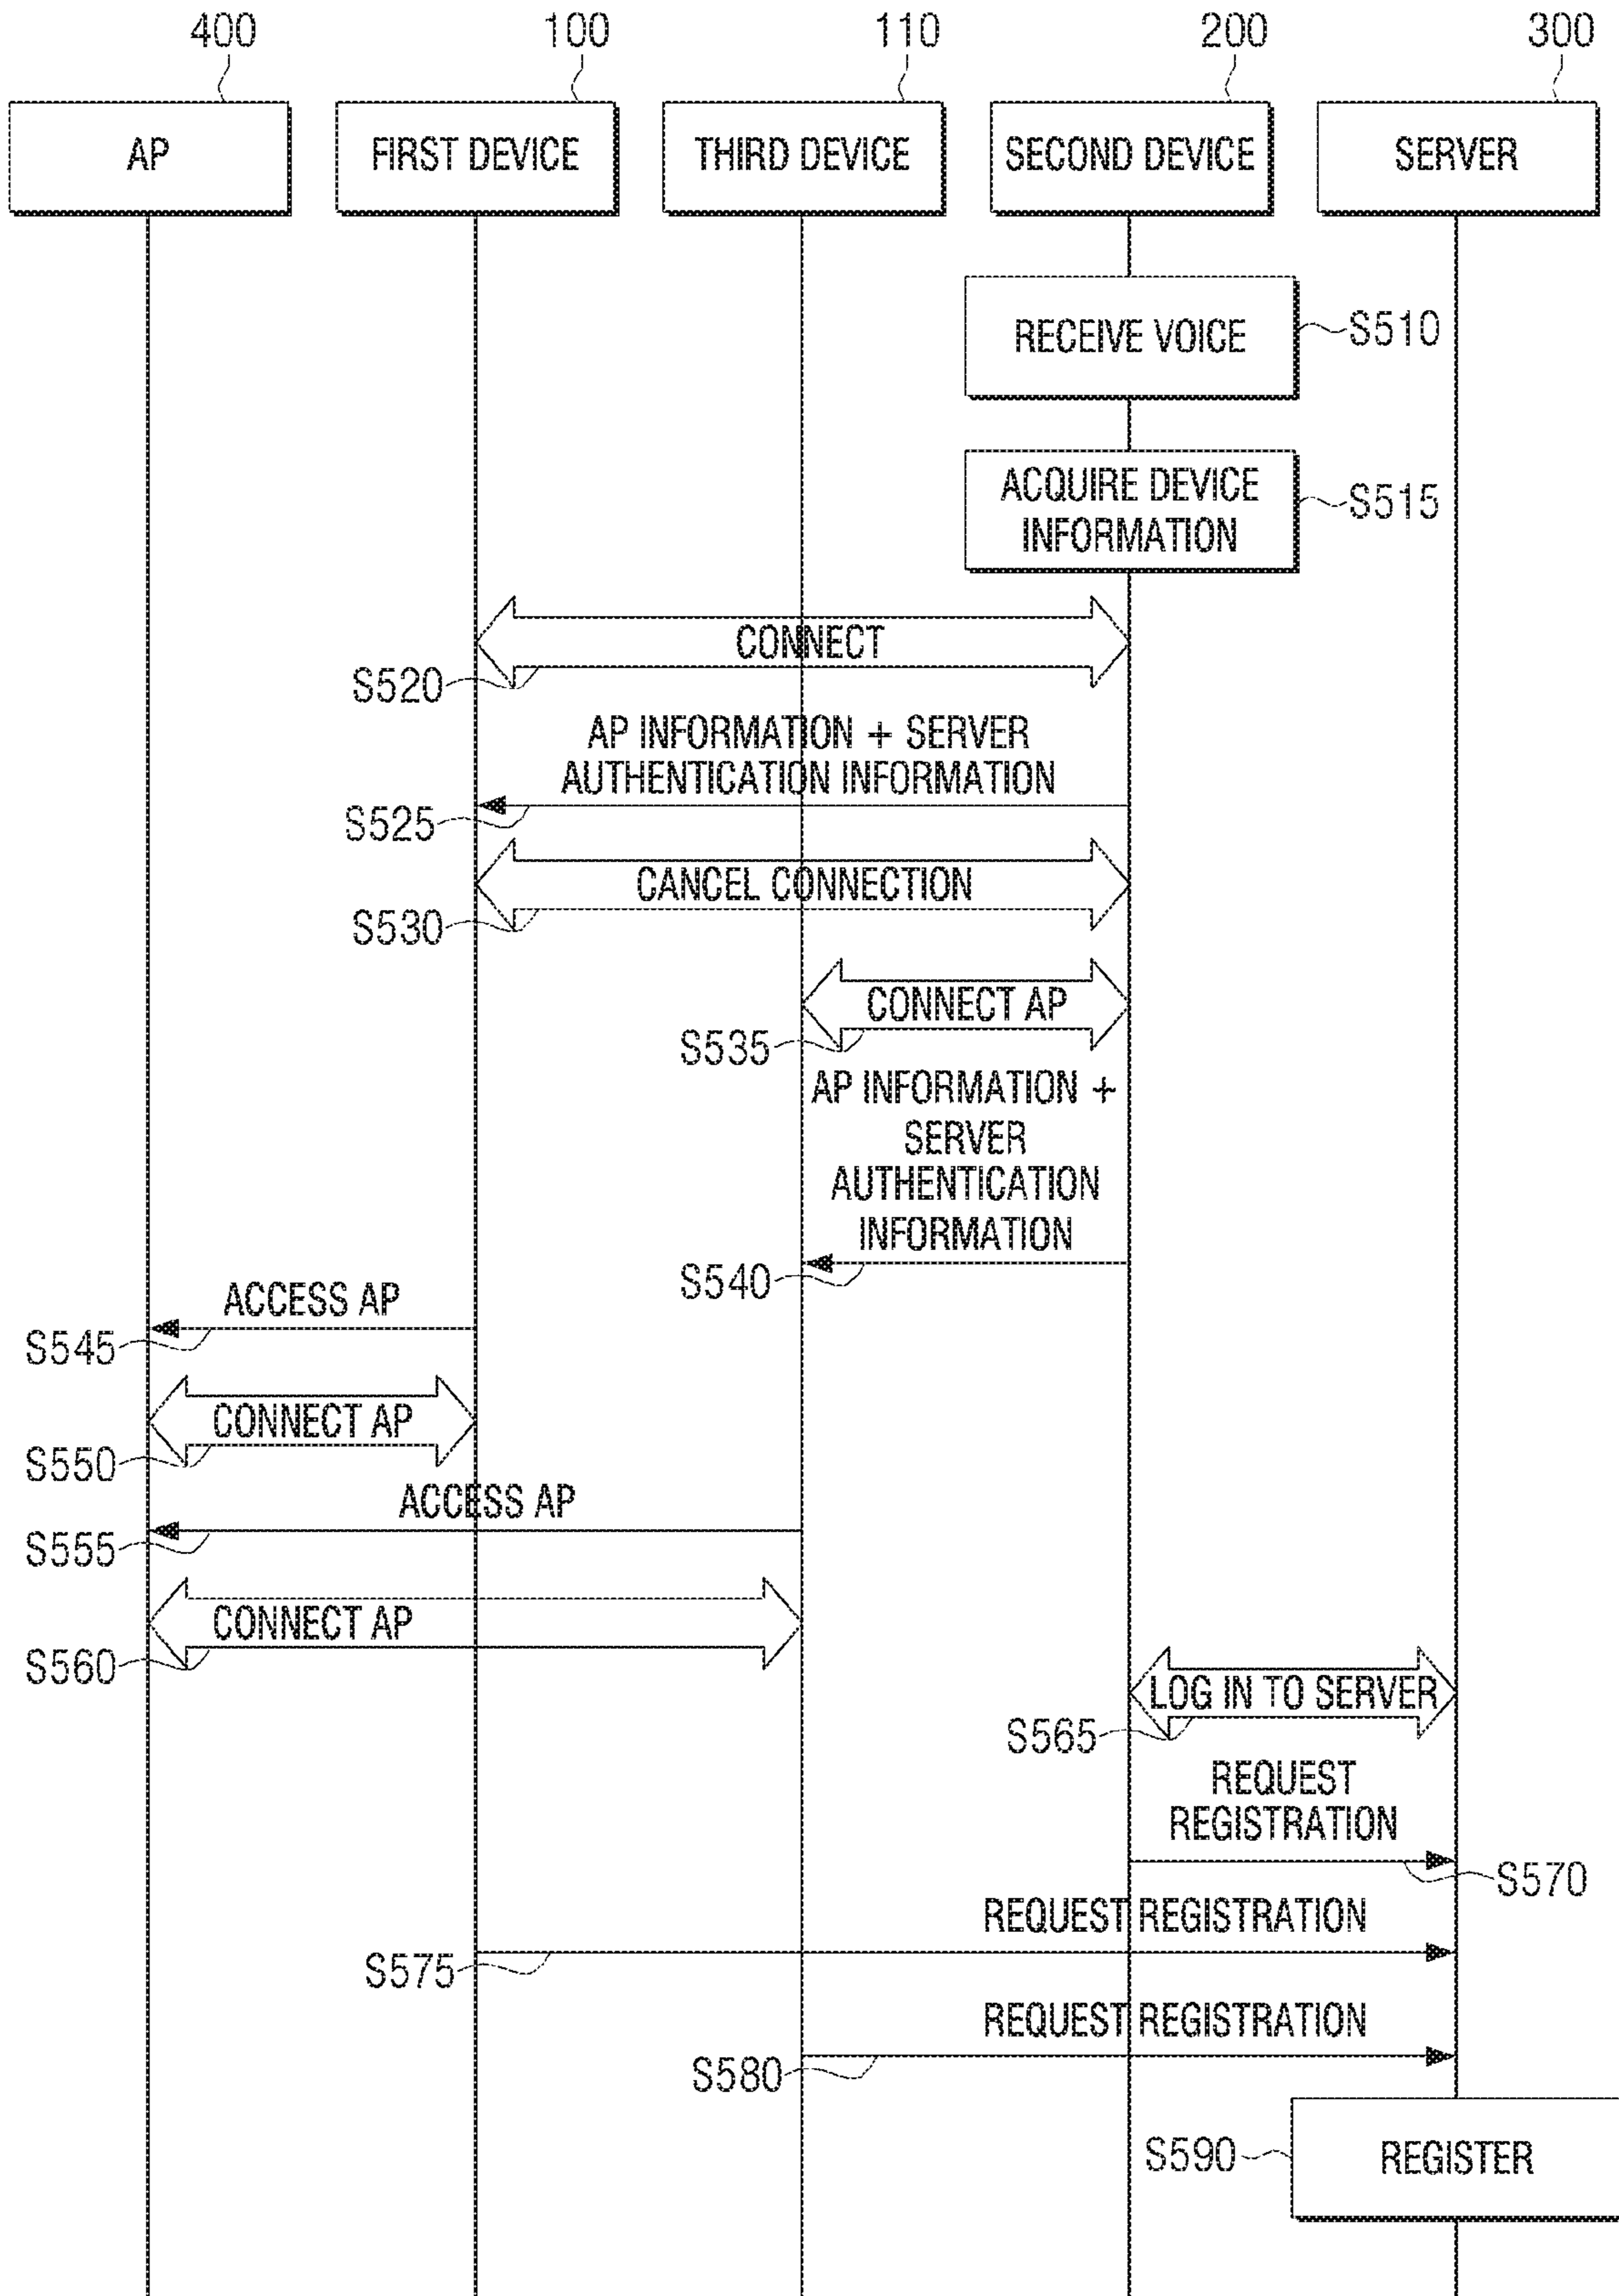 400
100
110
200
300
AP
FIRST DEVICE
THIRD DEVICE
SECOND DEVICE
SERVER
RECEIVE VOICE
S510
ACQUIRE DEVICE
INFORMATION
S515
CONNECT
S520
AP INFORMATION + SERVER
AUTHENTICATION INFORMATION
S525
CANCEL CONNECTION
S530
CONNECT AP
S535
AP INFORMATION +
SERVER
AUTHENTICATION
INFORMATION
S540
ACCESS AP
S545
CONNECT AP
S550
ACCESS AP
S555
CONNECT AP
S560
LOG IN TO SERVER
S565
REQUEST
REGISTRATION
S570
REQUEST REGISTRATION
S575
REQUEST REGISTRATION
S580
REGISTER
S590